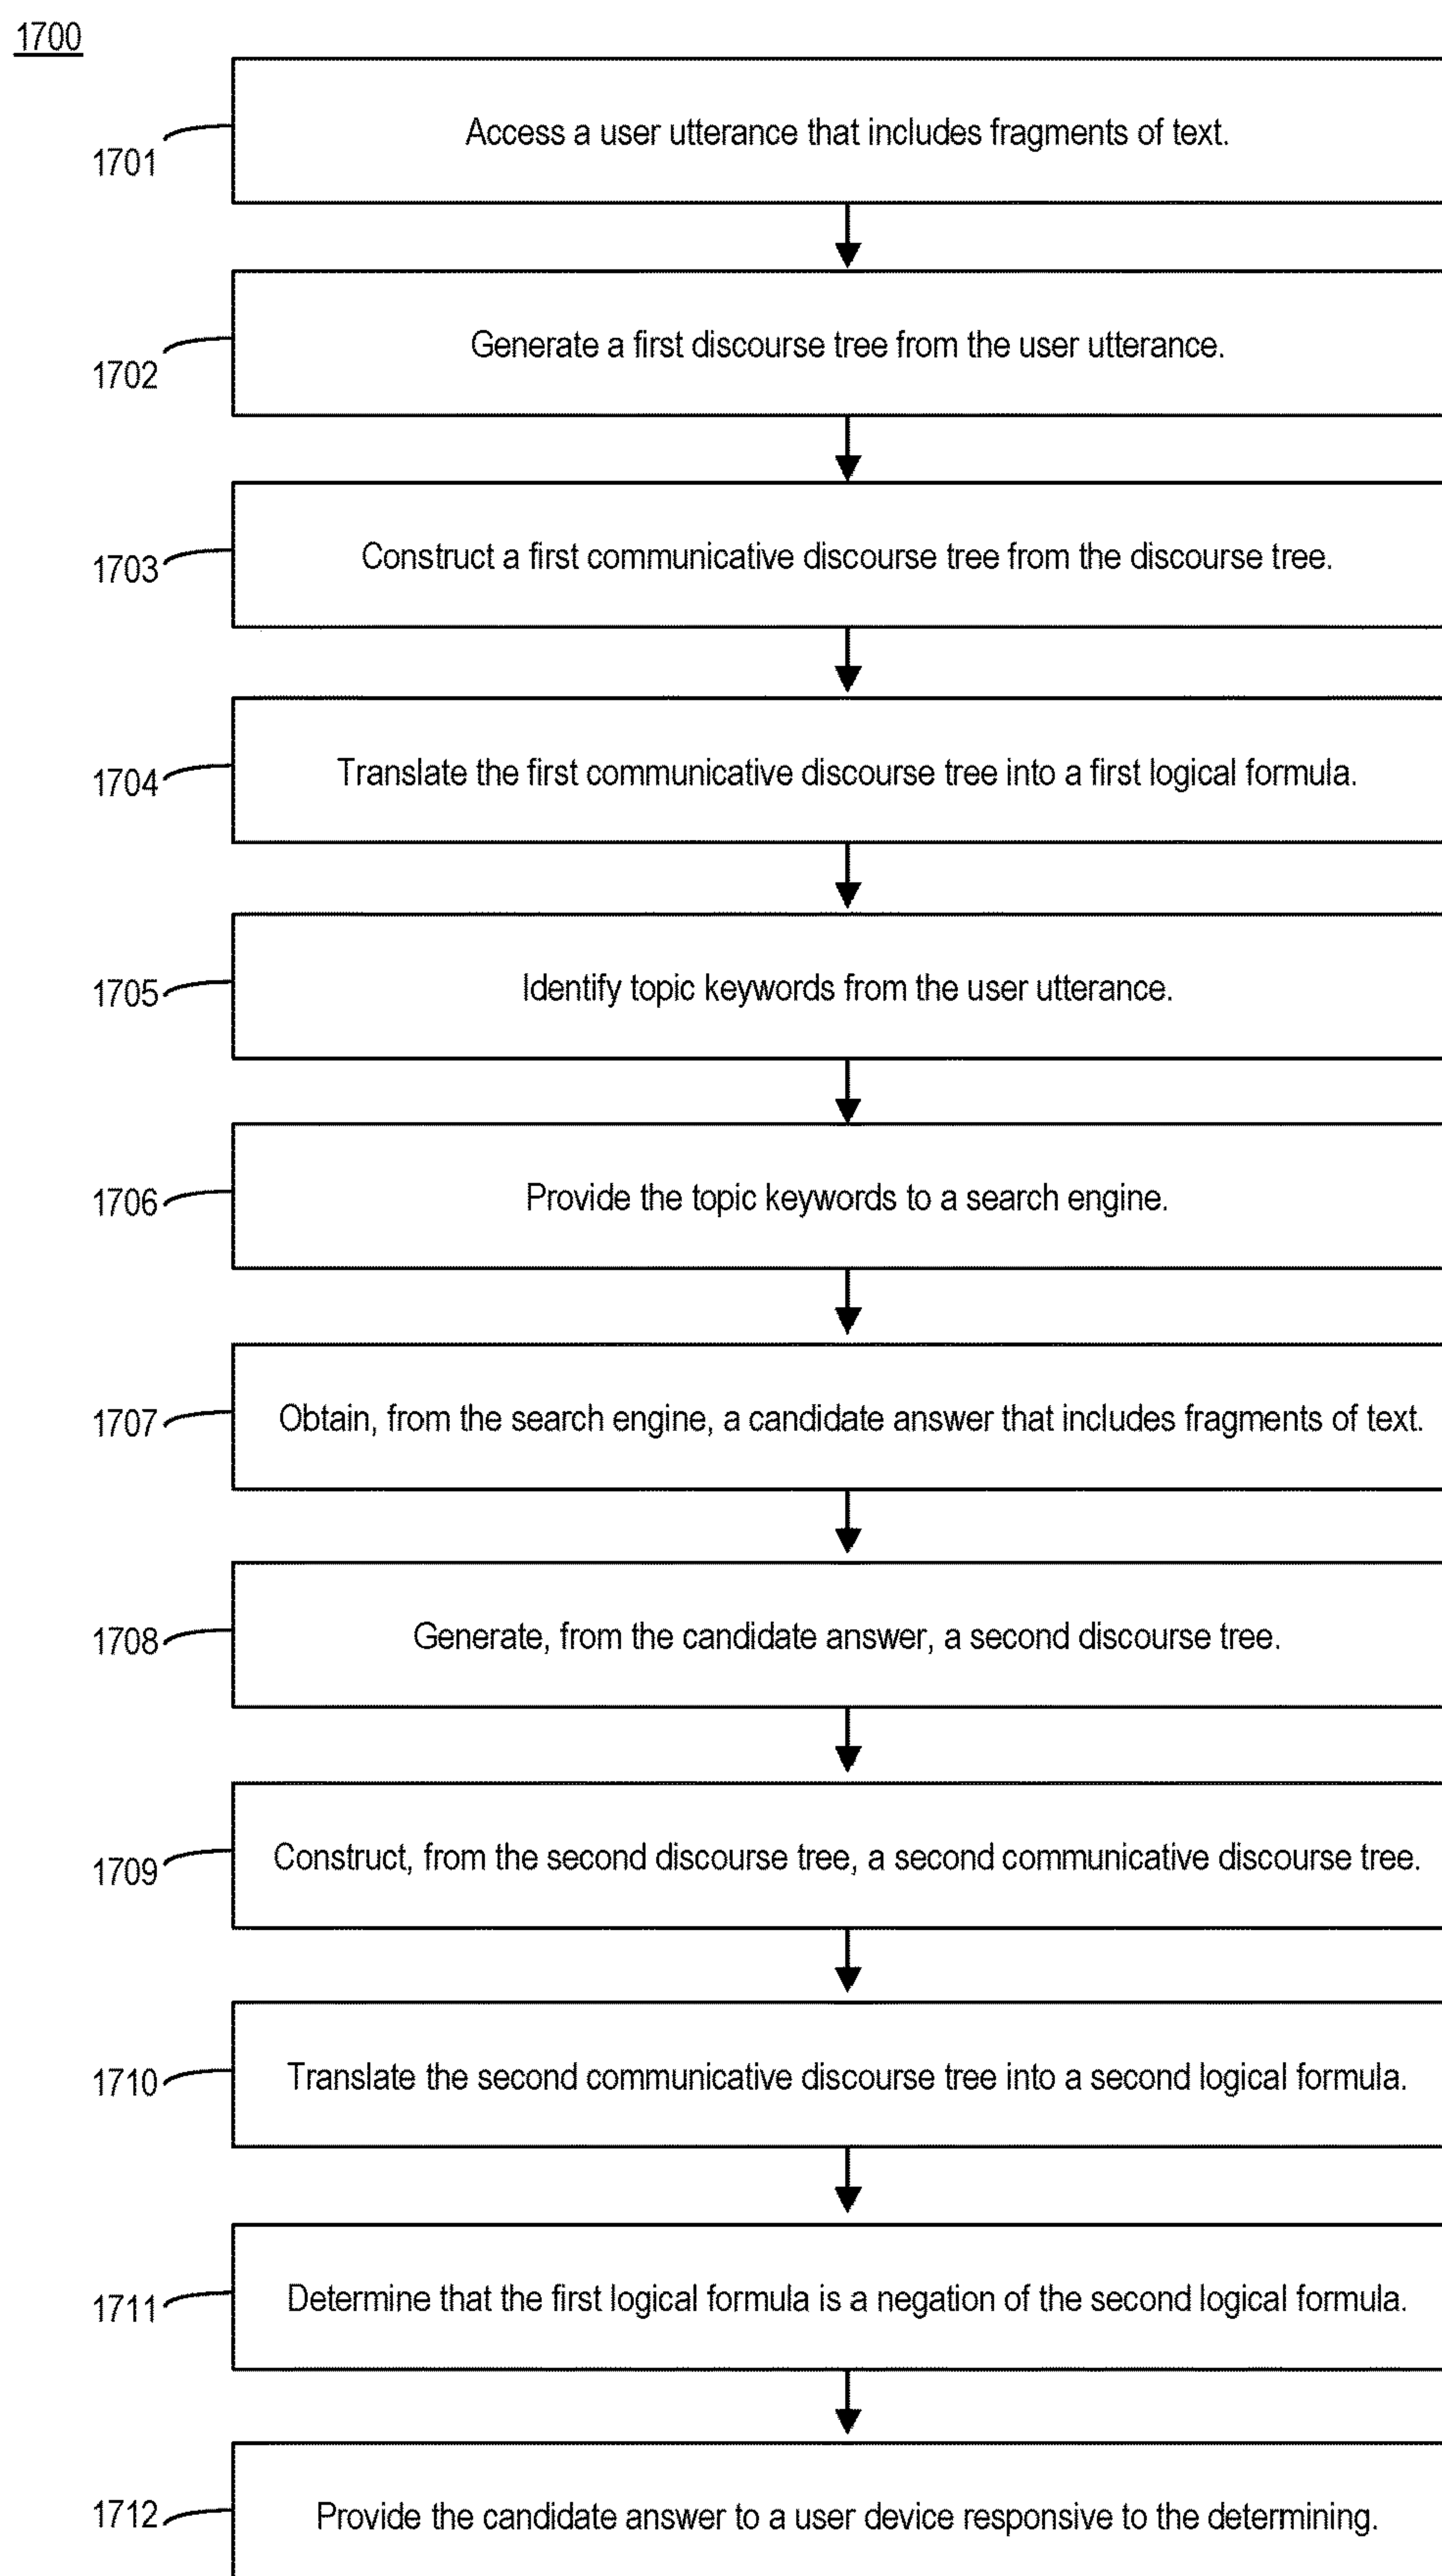 1700
Access a user utterance that includes fragments of text.
1701
Generate a first discourse tree from the user utterance.
1702
Construct a first communicative discourse tree from the discourse tree.
1703
Translate the first communicative discourse tree into a first logical formula.
1704
Identify topic keywords from the user utterance.
1705
Provide the topic keywords to a search engine.
1706
Obtain, from the search engine, a candidate answer that includes fragments of text.
1707
Generate, from the candidate answer, a second discourse tree.
1708
Construct, from the second discourse tree, a second communicative discourse tree.
1709
Translate the second communicative discourse tree into a second logical formula.
1710
Determine that the first logical formula is a negation of the second logical formula.
1711
Provide the candidate answer to a user device responsive to the determining.
1712